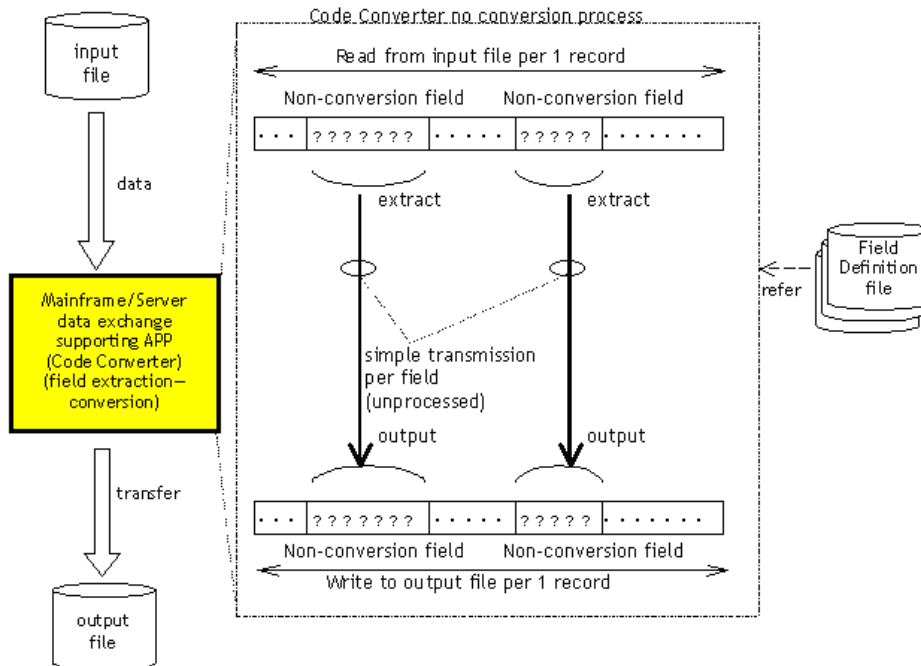 Code Converter no conversion process
input
file
Read from input file per 1 record
Non-conversion field
Non-conversion field
··· ??????? ····· ????? ·······
data
extract
extract
Mainframe/Server
data exchange
supporting APP
(Code Converter)
(field extraction—
conversion)
Field
Definition
file
refer
simple transmission
per field
(unprocessed)
output
output
transfer
··· ??????? ····· ????? ·······
Non-conversion field
Non-conversion field
Write to output file per 1 record
output
file